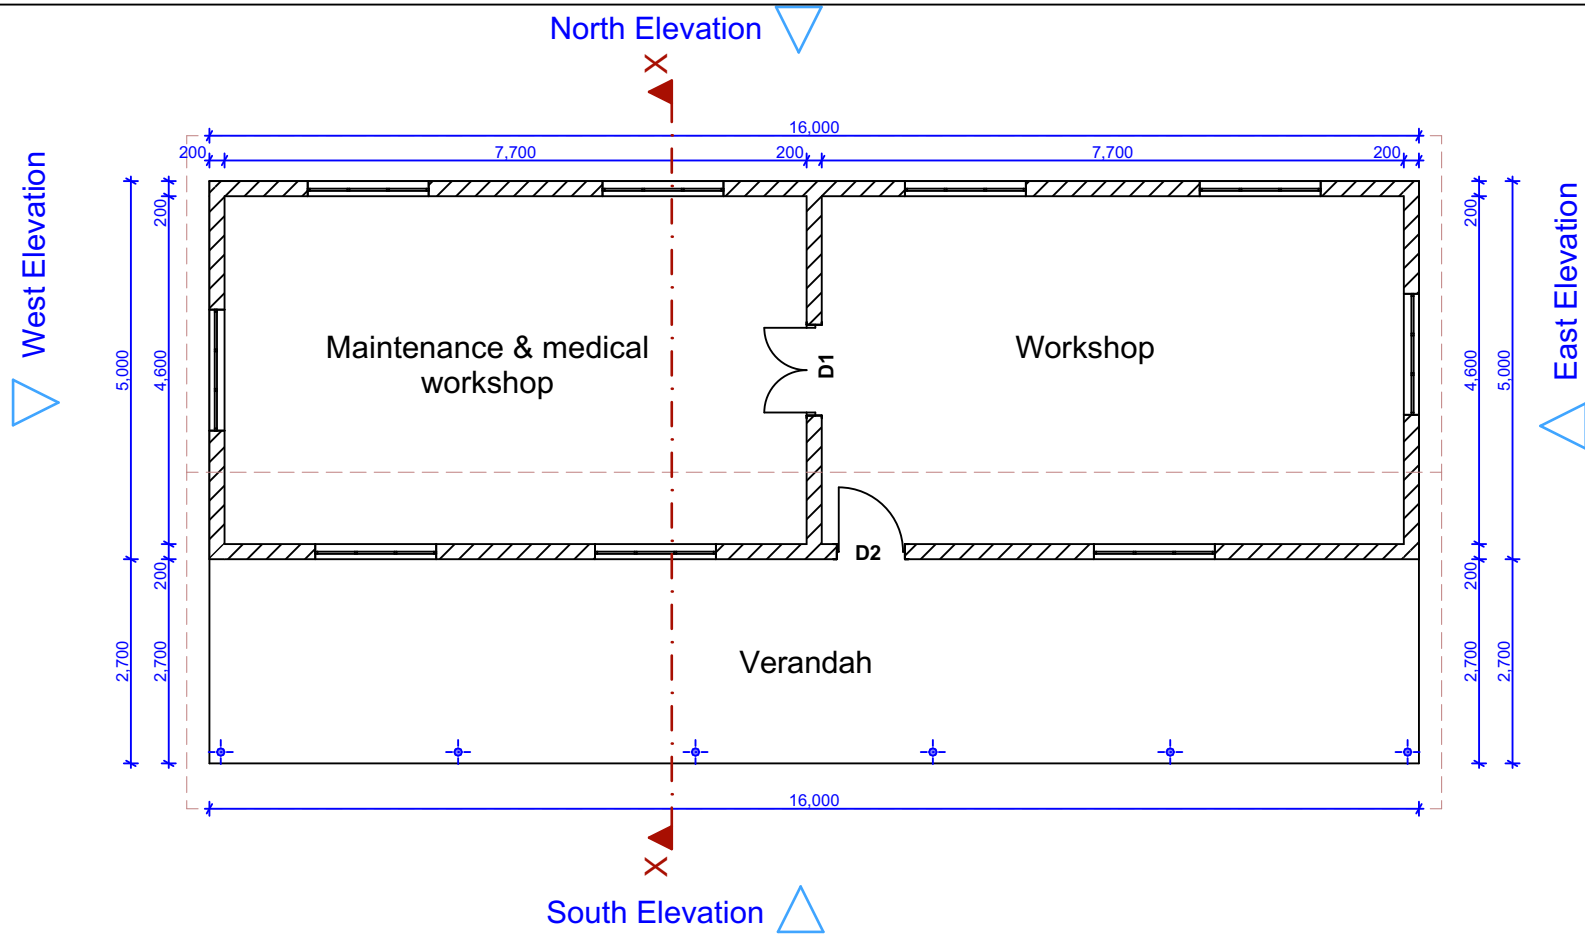 North Elevation
X
16,000
200
7,700
200
7,700
200
West Elevation
East Elevation
200
200
5,000
4,600
4,600
5,000
Maintenance & medical
workshop
D1
Workshop
D2
200
200
2,700
2,700
Verandah
2,700
2,700
16,000
X
South Elevation